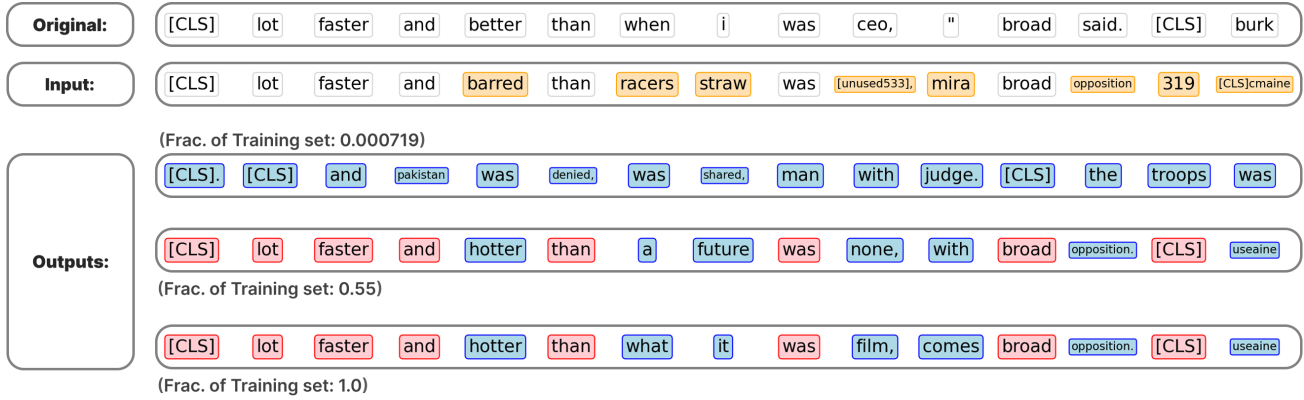 Original: [CLS] lot faster and better than when i was ceo, " broad said. [CLS] burk
Input: [CLS] lot faster and barred than racers straw was [unused533], mira broad opposition 319 [CLS]cmaine
(Frac. of Training set: 0.000719)
[CLS]. [CLS] and pakistan was denied, was shared, man with judge. [CLS] the troops was
Outputs: [CLS] lot faster and hotter than a future was none, with broad opposition. [CLS] useaine
(Frac. of Training set: 0.55)
[CLS] lot faster and hotter than what it was film, comes broad opposition. [CLS] useaine
(Frac. of Training set: 1.0)